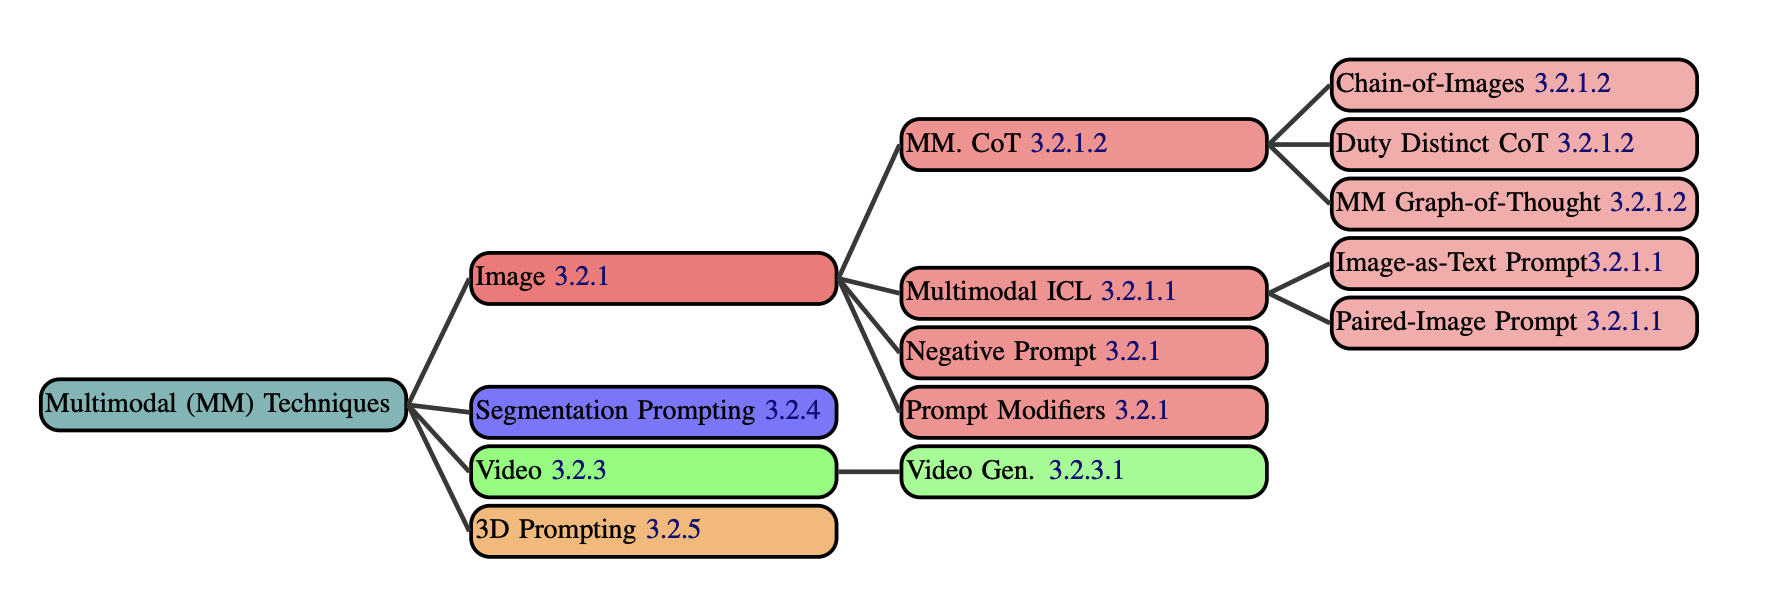 Multimodal (MM) Techniques
Image 3.2.1
MM. CoT 3.2.1.2
Chain-of-Images 3.2.1.2
Duty Distinct CoT 3.2.1.2
MM Graph-of-Thought 3.2.1.2
Multimodal ICL 3.2.1.1
Image-as-Text Prompt3.2.1.1
Paired-Image Prompt 3.2.1.1
Negative Prompt 3.2.1
Prompt Modifiers 3.2.1
Segmentation Prompting 3.2.4
Video 3.2.3
Video Gen. 3.2.3.1
3D Prompting 3.2.5